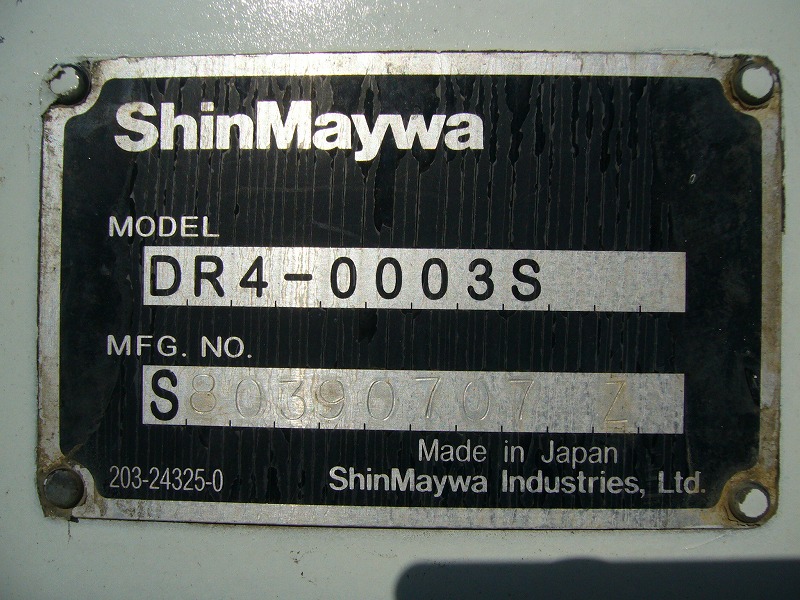 ShinMaywa
MODEL
DR4-0003S
MFG. NO.
S80390707 Z
Made in Japan
203-24325-0 ShinMaywa Industries, Ltd.